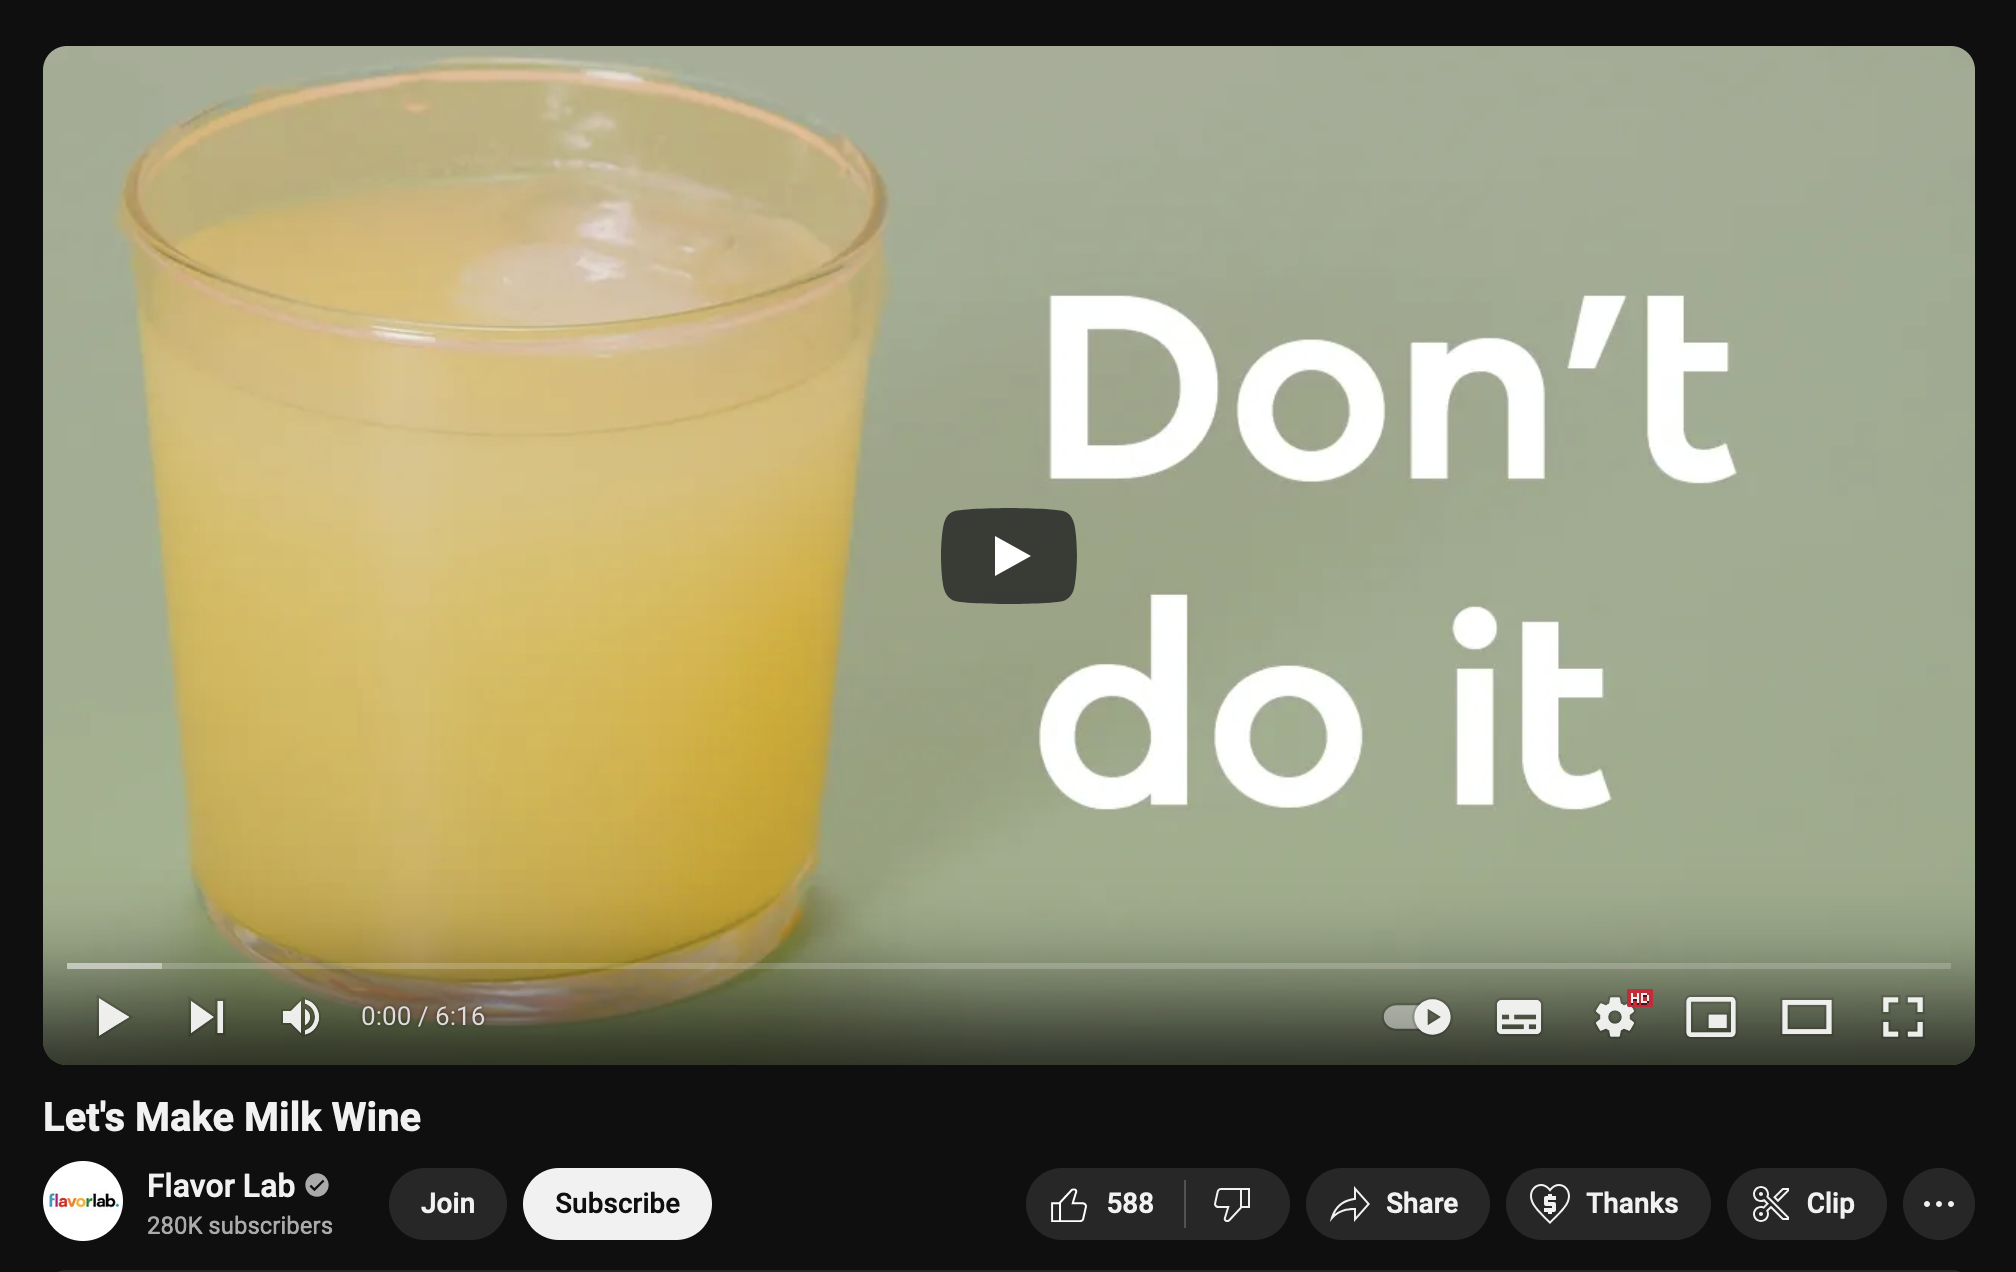 Don't
do it
0:00 / 6:16
HD
Let's Make Milk Wine
flavorlab.
Flavor Lab
280K subscribers
Join
Subscribe
588
Share
Thanks
Clip